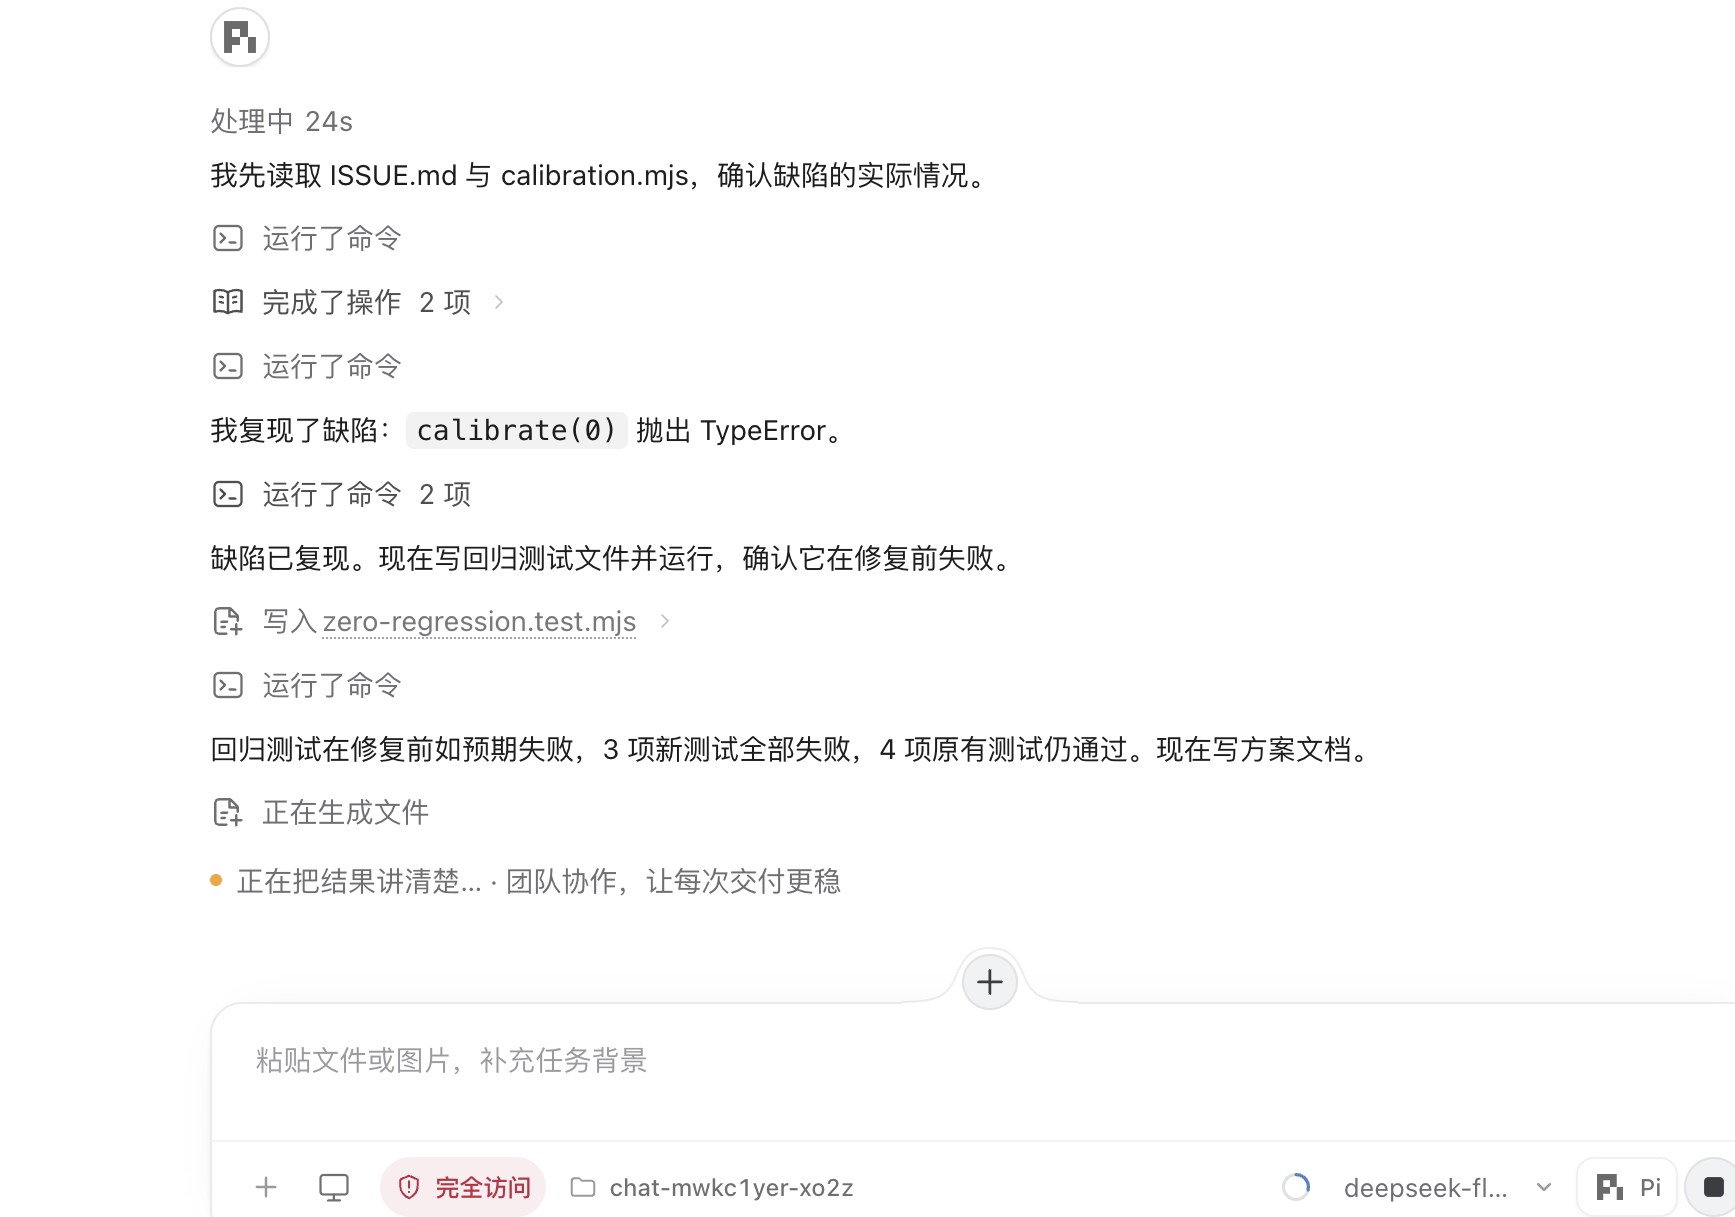 处理中 24s
我先读取 ISSUE.md 与 calibration.mjs，确认缺陷的实际情况。
运行了命令
完成了操作 2 项
运行了命令
我复现了缺陷： calibrate(0) 抛出 TypeError。
运行了命令 2 项
缺陷已复现。现在写回归测试文件并运行，确认它在修复前失败。
写入 zero-regression.test.mjs
运行了命令
回归测试在修复前如预期失败，3 项新测试全部失败，4 项原有测试仍通过。现在写方案文档。
正在生成文件
正在把结果讲清楚... · 团队协作，让每次交付更稳
粘贴文件或图片，补充任务背景
完全访问 chat-mwkc1yer-xo2z deepseek-fl... Pi